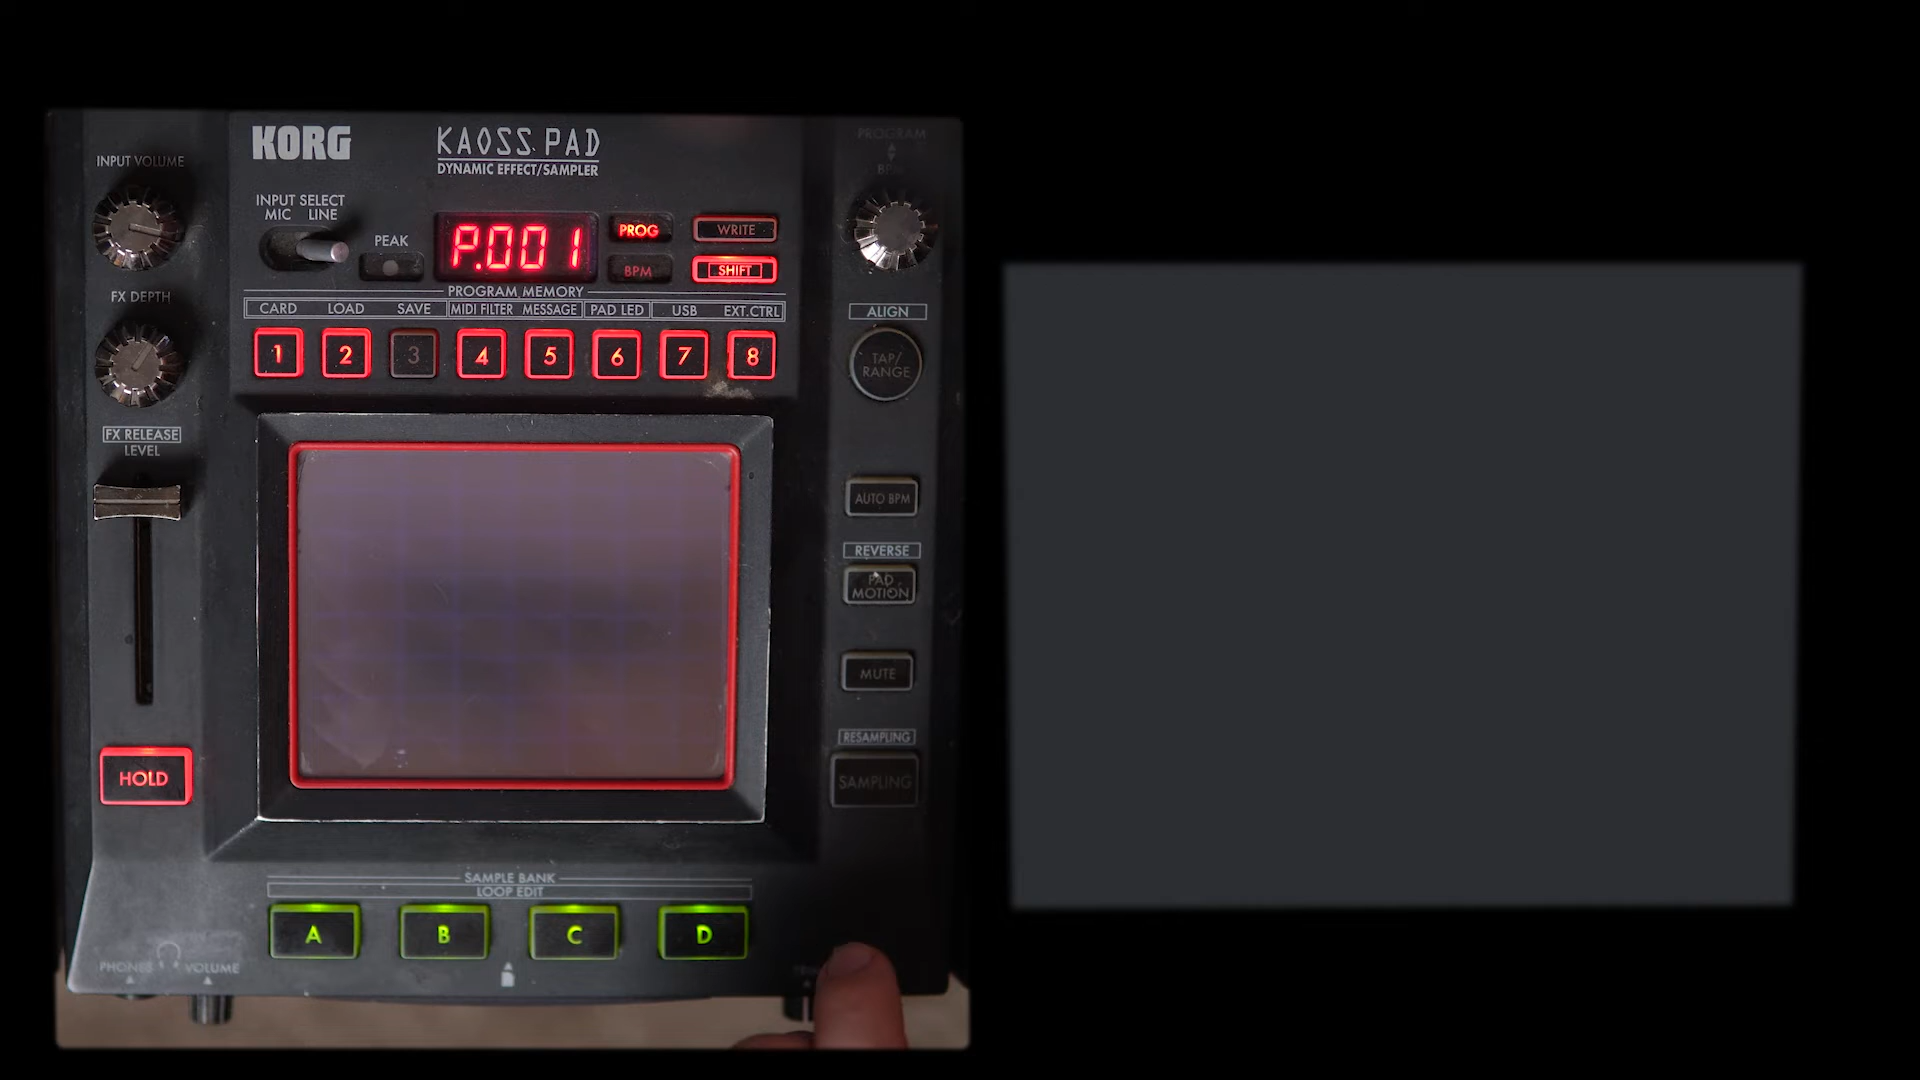 KORG
KAOSS PAD
DYNAMIC EFFECT/SAMPLER
PROGRAM
INPUT VOLUME
INPUT SELECT
MIC LINE
PEAK
P.001
PROG
BPM
WRITE
SHIFT
PROGRAM MEMORY
CARD LOAD SAVE MIDI FILTER MESSAGE PAD LED USB EXT.CTRL
1 2 3 4 5 6 7 8
FX DEPTH
FX RELEASE
LEVEL
HOLD
ALIGN
TAP/
RANGE
AUTO BPM
REVERSE
PAD
MOTION
MUTE
RESAMPLING
SAMPLING
SAMPLE BANK
LOOP EDIT
A B C D
PHONES VOLUME